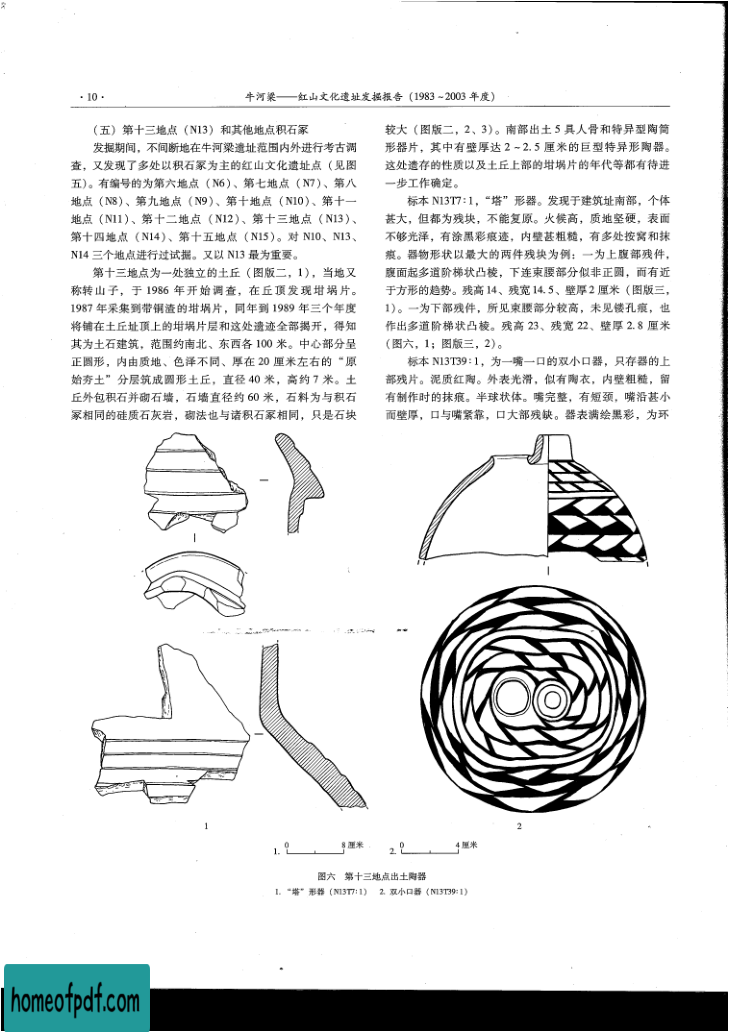 ·10·
牛河梁——红山文化遗址发掘报告（1983～2003年度）
（五）第十三地点（N13）和其他地点积石冢
发掘期间，不间断地在牛河梁遗址范围内外进行考古调
查，又发现了多处以积石冢为主的红山文化遗址点（见图
五）。有编号的为第六地点（N6）、第七地点（N7）、第八
地点（N8）、第九地点（N9）、第十地点（N10）、第十一
地点（N11）、第十二地点（N12）、第十三地点（N13）、
第十四地点（N14）、第十五地点（N15）。对N10、N13、
N14三个地点进行过试掘。又以N13最为重要。
第十三地点为一处独立的土丘（图版二，1），当地又
称转山子，于1986年开始调查，在丘顶发现坩埚片。
1987年采集到带铜渣的坩埚片，同年到1989年三个年度
将铺在土丘址顶上的坩埚片层和这处遗迹全部揭开，得知
其为土石建筑，范围约南北、东西各100米。中心部分呈
正圆形，内由质地、色泽不同、厚在20厘米左右的“原
始夯土”分层筑成圆形土丘，直径40米，高约7米。土
丘外包积石并砌石墙，石墙直径约60米，石料为与积石
冢相同的硅质石灰岩，砌法也与诸积石冢相同，只是石块
较大（图版二，2、3）。南部出土5具人骨和特异型陶筒
形器片，其中有壁厚达2～2.5厘米的巨型特异形陶器。
这处遗存的性质以及土丘上部的坩埚片的年代等都有待进
一步工作确定。
标本N13T7:1，“塔”形器。发现于建筑址南部，个体
甚大，但都为残块，不能复原。火候高，质地坚硬，表面
不够光泽，有涂黑彩痕迹，内壁甚粗糙，有多处按窝和抹
痕。器物形状以最大的两件残块为例：一为上腹部残件，
腹面起多道阶梯状凸棱，下连束腰部分似非正圆，而有近
于方形的趋势。残高14、残宽14.5、壁厚2厘米（图版三，
1）。一为下部残件，所见束腰部分较高，未见镂孔痕，也
作出多道阶梯状凸棱。残高23、残宽22、壁厚2.8厘米
（图六，1；图版三，2）。
标本N13T39:1，为一嘴一口的双小口器，只存器的上
部残片。泥质红陶。外表光滑，似有陶衣，内壁粗糙，留
有制作时的抹痕。半球状体。嘴完整，有短颈，嘴沿甚小
而壁厚，口与嘴紧靠，口大部残缺。器表满绘黑彩，为环
1
2
1. 0 8厘米
2. 0 4厘米
图六 第十三地点出土陶器
1. “塔”形器（N13T7:1） 2. 双小口器（N13T39:1）
homeofpdf.com